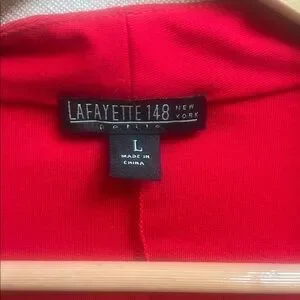 LAFAYETTE 148 NEW YORK
petite
L
MADE IN
CHINA